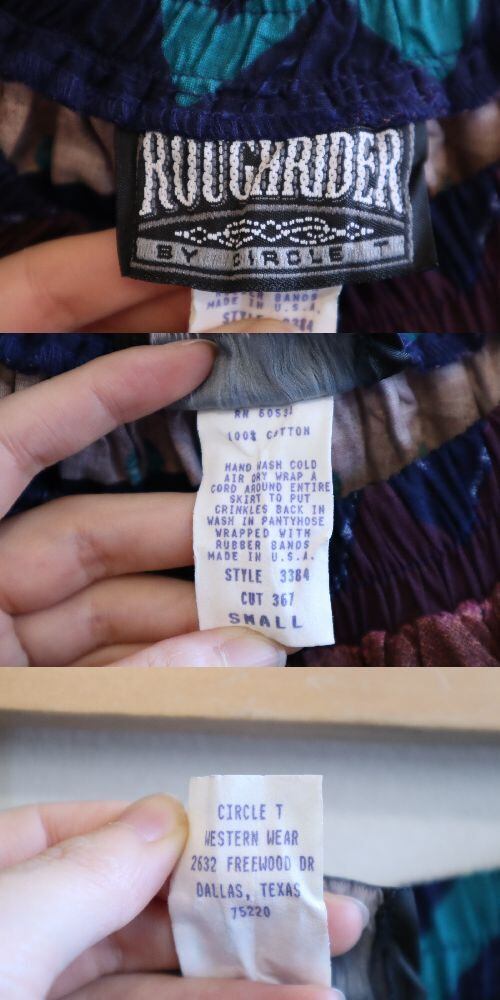 ROUGHRIDER
BY CIRCLE T
RUBBER BANDS
MADE IN U.S.A.
STYLE 3384
100% COTTON
HAND WASH COLD
AIR DRY WRAP A
CORD AROUND ENTIRE
SKIRT TO PUT
CRINKLES BACK IN
WASH IN PANTYHOSE
WRAPPED WITH
RUBBER BANDS
MADE IN U.S.A.
STYLE 3384
CUT 367
SMALL
CIRCLE T
WESTERN WEAR
2632 FREEWOOD DR
DALLAS, TEXAS
75220